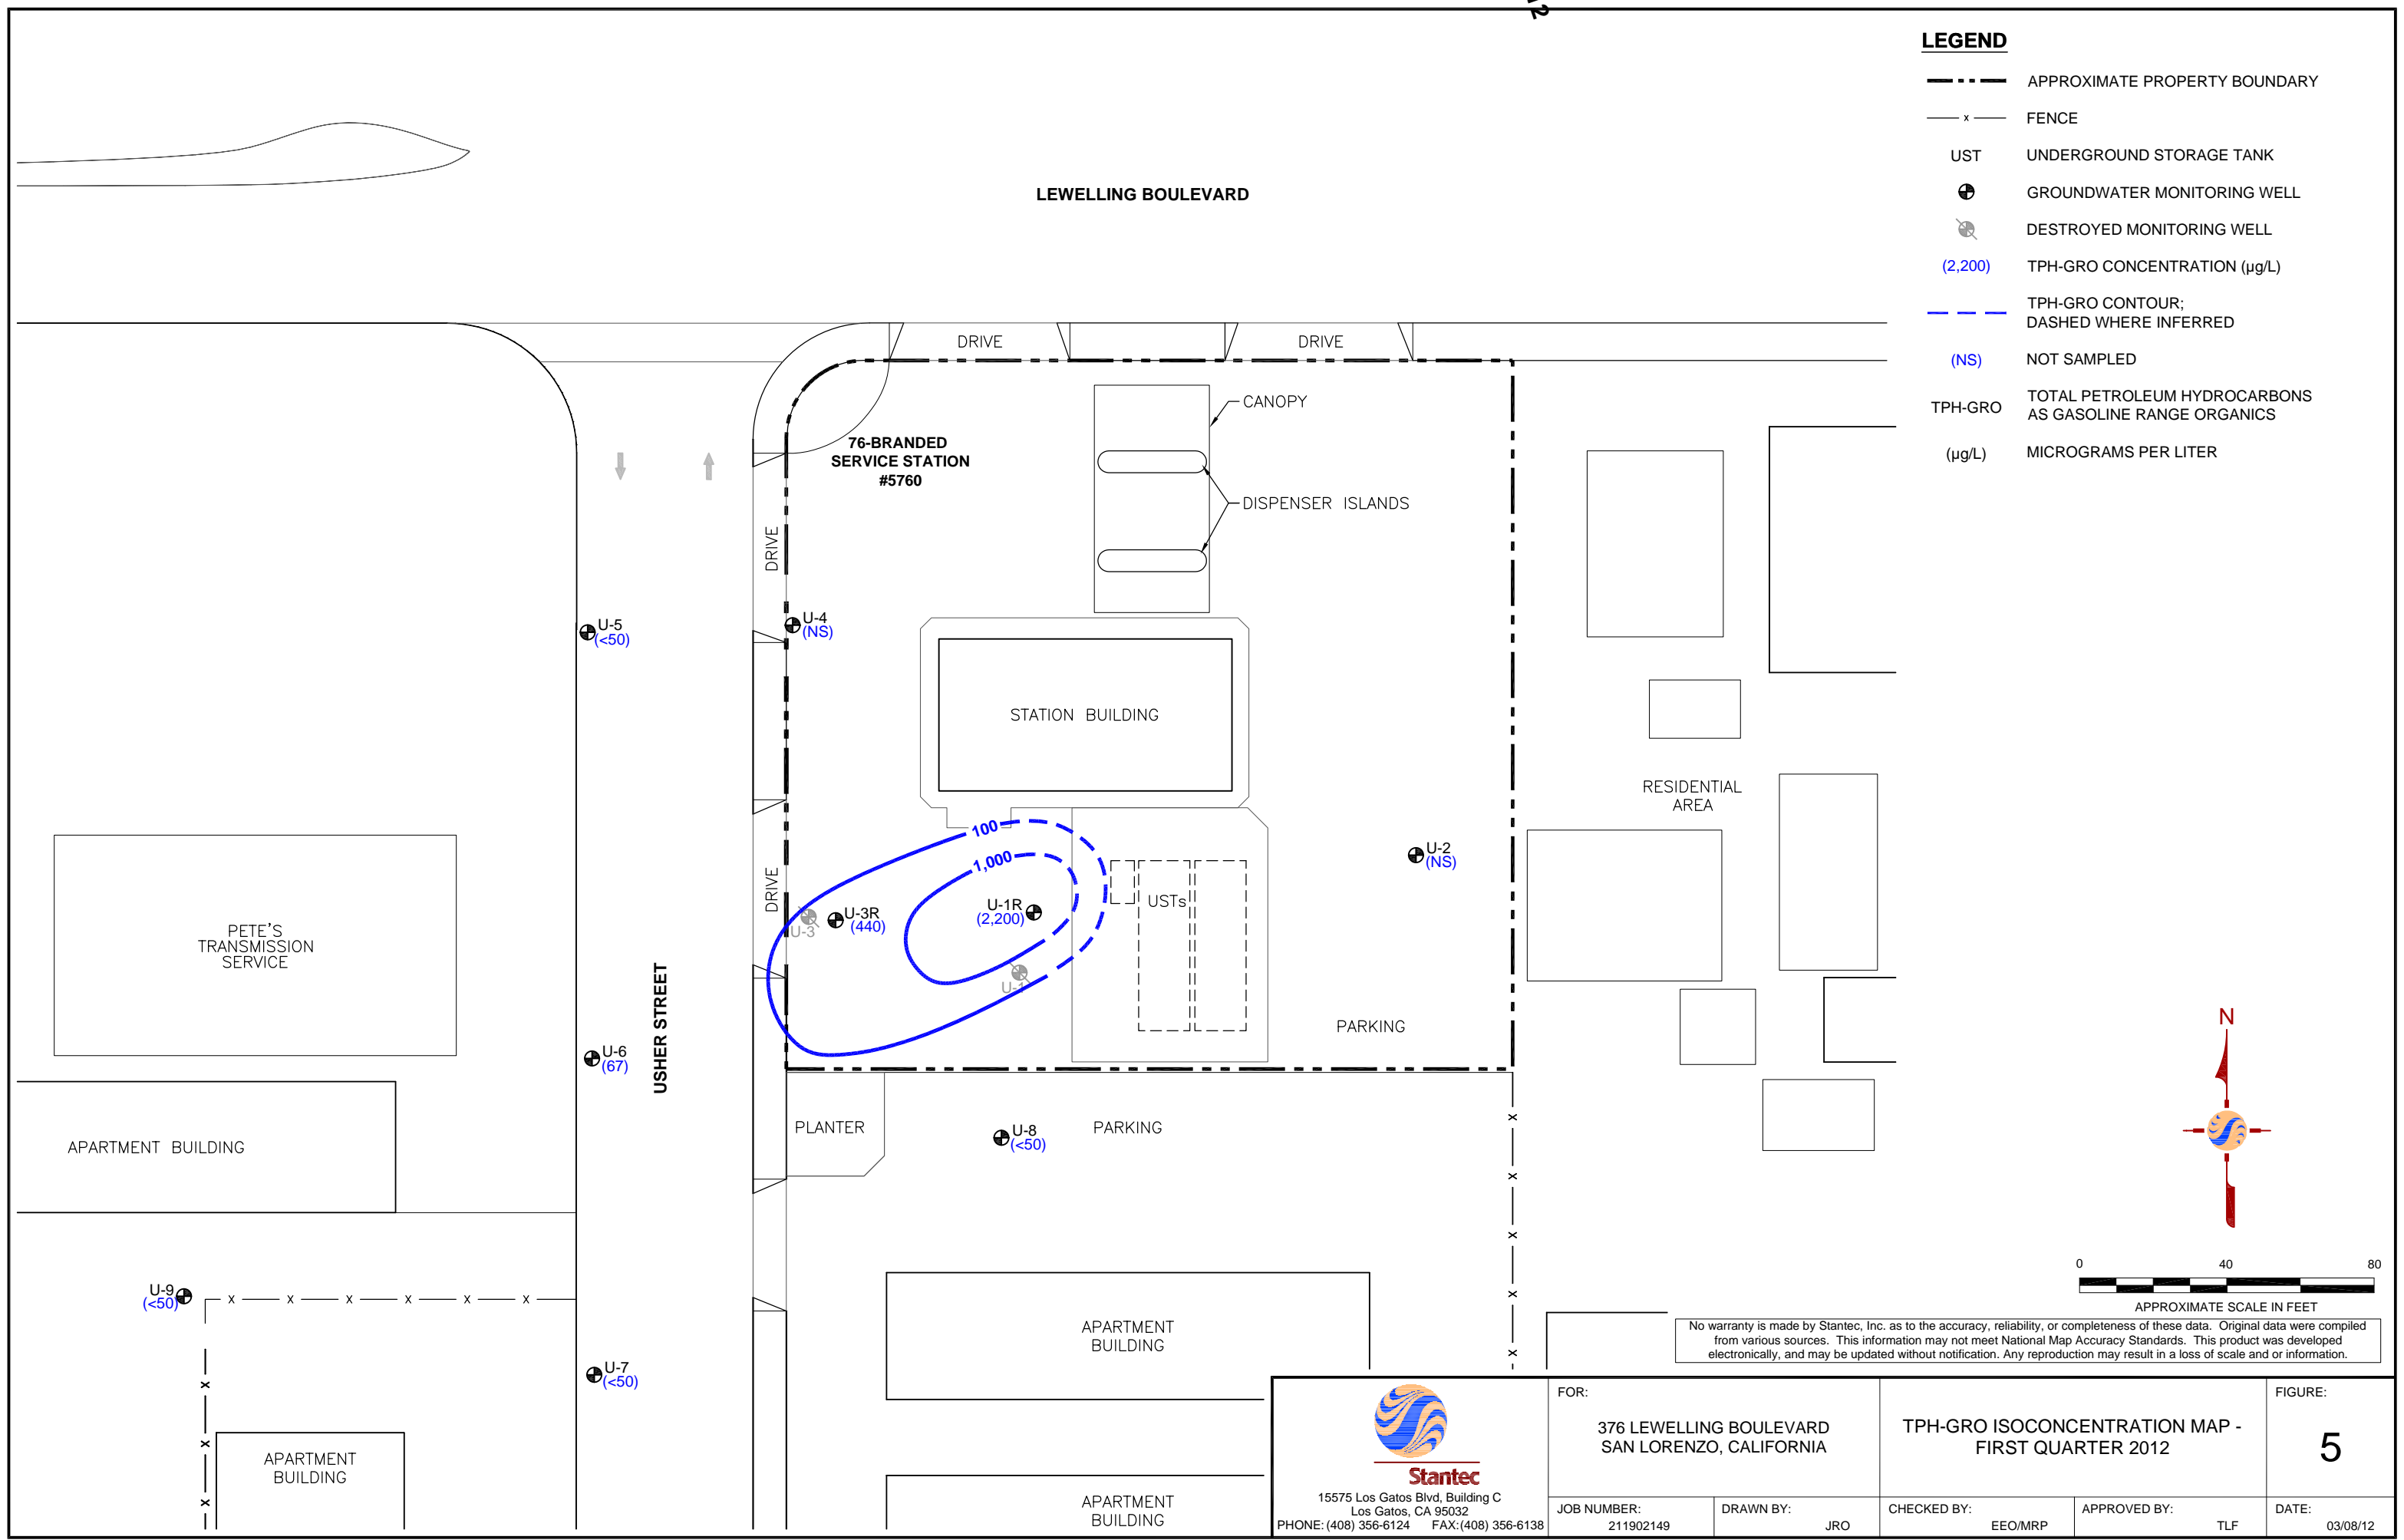 12
LEGEND
APPROXIMATE PROPERTY BOUNDARY
x FENCE
UST UNDERGROUND STORAGE TANK
GROUNDWATER MONITORING WELL
DESTROYED MONITORING WELL
(2,200) TPH-GRO CONCENTRATION (µg/L)
TPH-GRO CONTOUR;
DASHED WHERE INFERRED
(NS) NOT SAMPLED
TPH-GRO TOTAL PETROLEUM HYDROCARBONS
AS GASOLINE RANGE ORGANICS
(µg/L) MICROGRAMS PER LITER
LEWELLING BOULEVARD
DRIVE
DRIVE
CANOPY
76-BRANDED
SERVICE STATION
#5760
DISPENSER ISLANDS
DRIVE
U-5
(<50)
U-4
(NS)
STATION BUILDING
RESIDENTIAL
AREA
100
1,000
U-2
(NS)
DRIVE
USTs
U-3R
(440)
U-3
U-1R
(2,200)
U-1
PETE'S
TRANSMISSION
SERVICE
USHER STREET
PARKING
U-6
(67)
APARTMENT BUILDING
PLANTER
U-8
(<50)
PARKING
X
X
X
X
X
N
U-9
(<50)
X X X X X X
X
X
X
U-7
(<50)
APARTMENT
BUILDING
APARTMENT
BUILDING
APARTMENT
BUILDING
0 40 80
APPROXIMATE SCALE IN FEET
No warranty is made by Stantec, Inc. as to the accuracy, reliability, or completeness of these data. Original data were compiled
from various sources. This information may not meet National Map Accuracy Standards. This product was developed
electronically, and may be updated without notification. Any reproduction may result in a loss of scale and or information.
Stantec
15575 Los Gatos Blvd, Building C
Los Gatos, CA 95032
PHONE: (408) 356-6124 FAX:(408) 356-6138
FOR:
376 LEWELLING BOULEVARD
SAN LORENZO, CALIFORNIA
TPH-GRO ISOCONCENTRATION MAP -
FIRST QUARTER 2012
FIGURE:
5
JOB NUMBER:
211902149
DRAWN BY:
JRO
CHECKED BY:
EEO/MRP
APPROVED BY:
TLF
DATE:
03/08/12